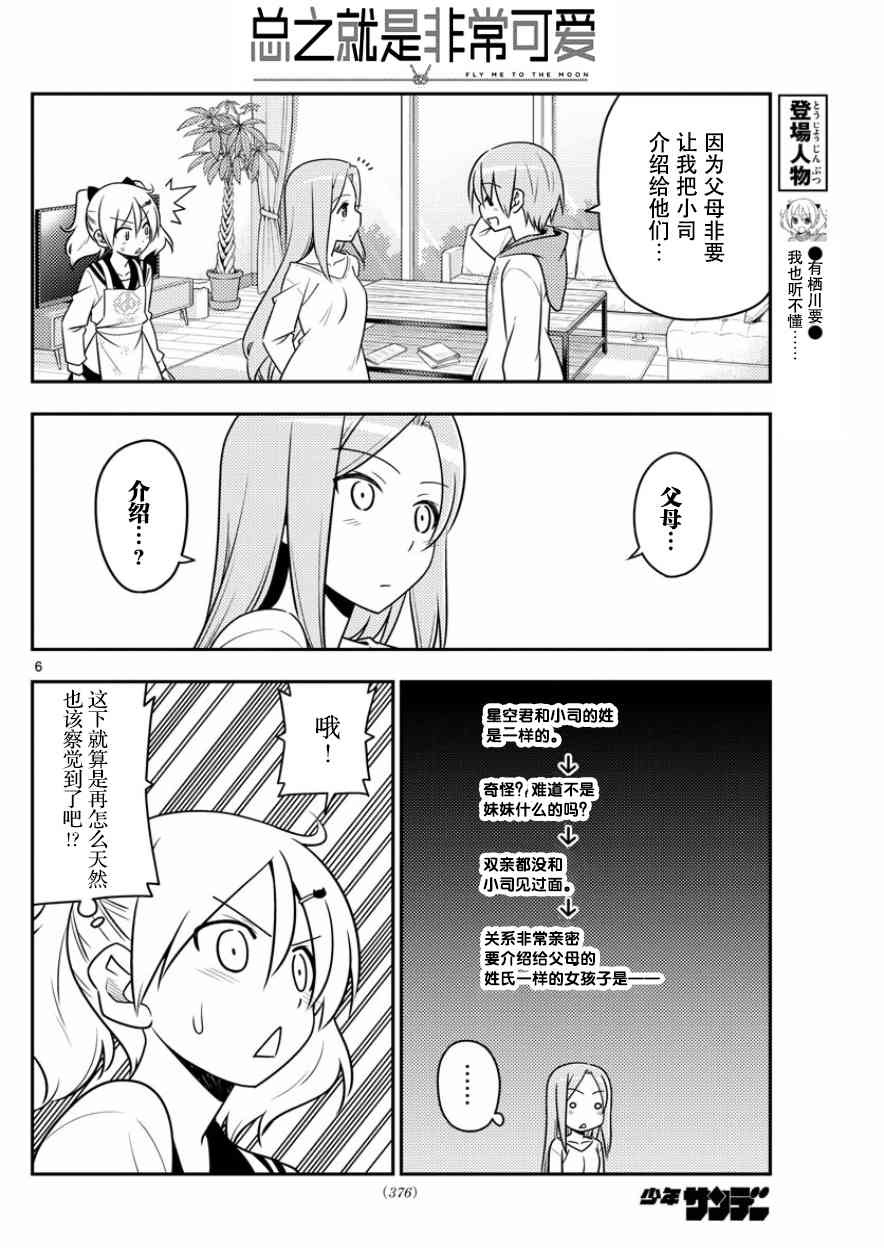 总之就是非常可爱
FLY ME TO THE MOON
因为父母非要
让我把小司
介绍给他们…
とうじょうじんぶつ
登場人物
●有栖川要●
我也听不懂……
父母…
介绍…?
6
星空君和小司的姓
是一样的。
↓
奇怪?难道不是
妹妹什么的吗?
↓
双亲都没和
小司见过面。
↓
关系非常亲密
要介绍给父母的
姓氏一样的女孩子是——
……
哦!
这下就算是再怎么天然
也该察觉到了吧!?
(376)
少年サンデー